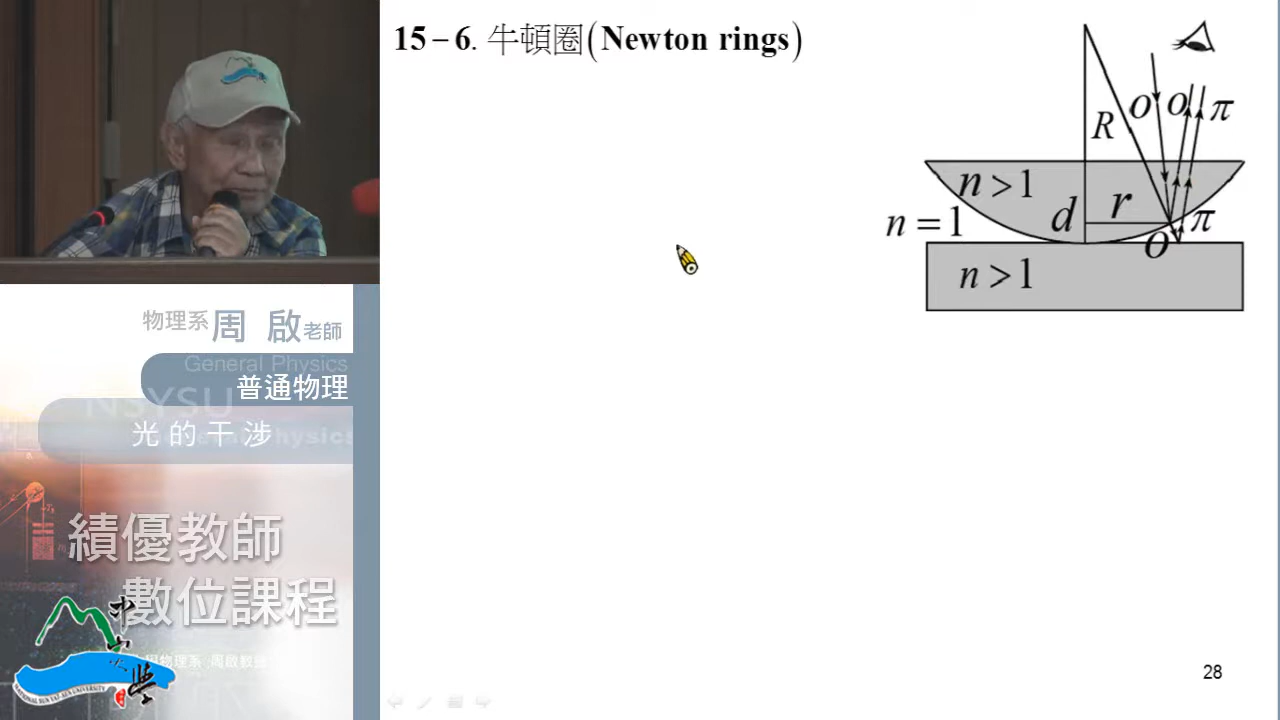 15－6. 牛頓圈(Newton rings)
R
O
O
π
n > 1
n = 1
d
r
O
π
n > 1
物理系 周 啟 老師
General Physics
普通物理
NSYSU
光 的 干 涉
績優教師
數位課程
28